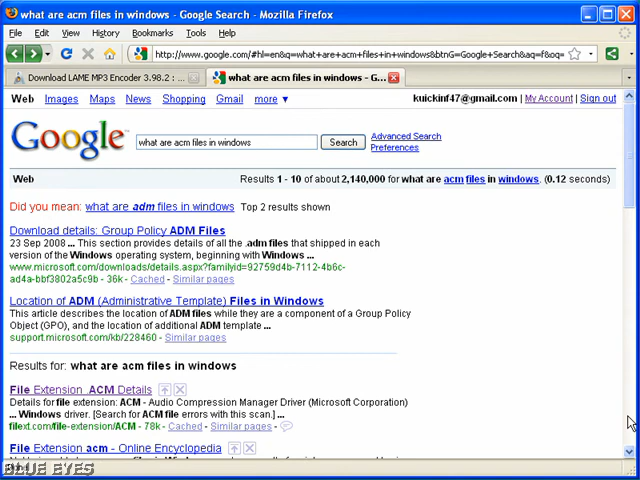 what are acm files in windows - Google Search - Mozilla Firefox
File Edit View History Bookmarks Tools Help
http://www.google.com/#hl=en&q=what+are+acm+files+in+windows&btnG=Google+Search&aq=f&oq=
Download LAME MP3 Encoder 3.98.2 : ...
what are acm files in windows - G...
Web Images Maps News Shopping Gmail more ▼
kuickinf47@gmail.com | My Account | Sign out
Google
what are acm files in windows
Search
Advanced Search
Preferences
Web
Results 1 - 10 of about 2,140,000 for what are acm files in windows. (0.12 seconds)
Did you mean: what are adm files in windows Top 2 results shown
Download details: Group Policy ADM Files
23 Sep 2008 ... This section provides details of all the .adm files that shipped in each
version of the Windows operating system, beginning with Windows ...
www.microsoft.com/downloads/details.aspx?familyid=92759d4b-7112-4b6c-
ad4a-bbf3802a5c9b - 36k - Cached - Similar pages
Location of ADM (Administrative Template) Files in Windows
This article describes the location of ADM files while they are a component of a Group Policy
Object (GPO), and the location of additional ADM template ...
support.microsoft.com/kb/228460 - Similar pages
Results for: what are acm files in windows
File Extension .ACM Details
Details for file extension: ACM - Audio Compression Manager Driver (Microsoft Corporation)
... Windows driver. [Search for ACM file errors with this scan.] ...
filext.com/file-extension/ACM - 78k - Cached - Similar pages -
File Extension acm - Online Encyclopedia
BLUE EYES